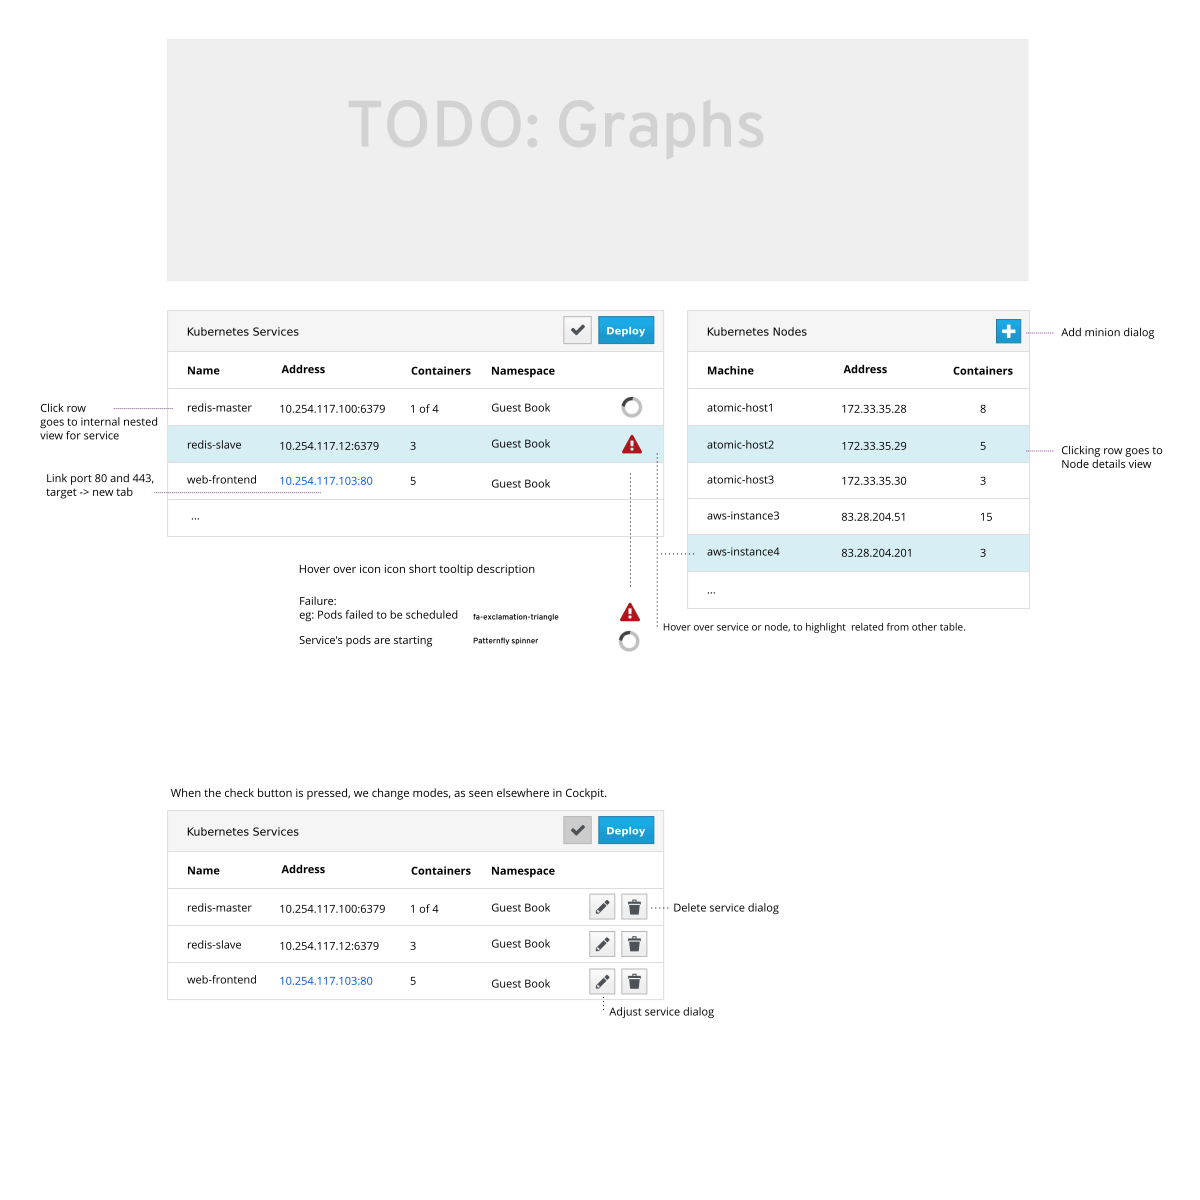 TODO: Graphs
Kubernetes Services
Deploy
Name Address Containers Namespace
redis-master 10.254.117.100:6379 1 of 4 Guest Book
redis-slave 10.254.117.12:6379 3 Guest Book
web-frontend 10.254.117.103:80 5 Guest Book
...
Click row
goes to internal nested
view for service
Link port 80 and 443,
target -> new tab
Kubernetes Nodes
Machine Address Containers
atomic-host1 172.33.35.28 8
atomic-host2 172.33.35.29 5
atomic-host3 172.33.35.30 3
aws-instance3 83.28.204.51 15
aws-instance4 83.28.204.201 3
...
Add minion dialog
Clicking row goes to
Node details view
Hover over icon icon short tooltip description
Failure:
eg: Pods failed to be scheduled fa-exclamation-triangle
Service's pods are starting Patternfly spinner
Hover over service or node, to highlight related from other table.
When the check button is pressed, we change modes, as seen elsewhere in Cockpit.
Kubernetes Services
Deploy
Name Address Containers Namespace
redis-master 10.254.117.100:6379 1 of 4 Guest Book
redis-slave 10.254.117.12:6379 3 Guest Book
web-frontend 10.254.117.103:80 5 Guest Book
Delete service dialog
Adjust service dialog